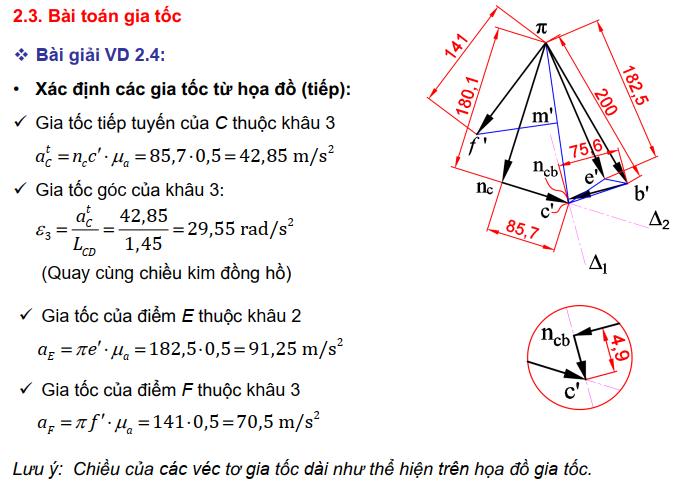 2.3. Bài toán gia tốc
❖ Bài giải VD 2.4:
• Xác định các gia tốc từ họa đồ (tiếp):
✓ Gia tốc tiếp tuyến của C thuộc khâu 3
a_C^t = n_c c' · μ_a = 85,7 · 0,5 = 42,85 m/s²
✓ Gia tốc góc của khâu 3:
ε₃ = a_C^t / L_CD = 42,85 / 1,45 = 29,55 rad/s²
(Quay cùng chiều kim đồng hồ)
✓ Gia tốc của điểm E thuộc khâu 2
a_E = πe' · μ_a = 182,5 · 0,5 = 91,25 m/s²
✓ Gia tốc của điểm F thuộc khâu 3
a_F = π f' · μ_a = 141 · 0,5 = 70,5 m/s²
Lưu ý: Chiều của các véc tơ gia tốc dài như thể hiện trên họa đồ gia tốc.
π
141
180,1
182,5
200
m'
75,6
f'
n_cb
e'
n_c
b'
c'
Δ₂
85,7
Δ₁
n_cb
4,9
c'